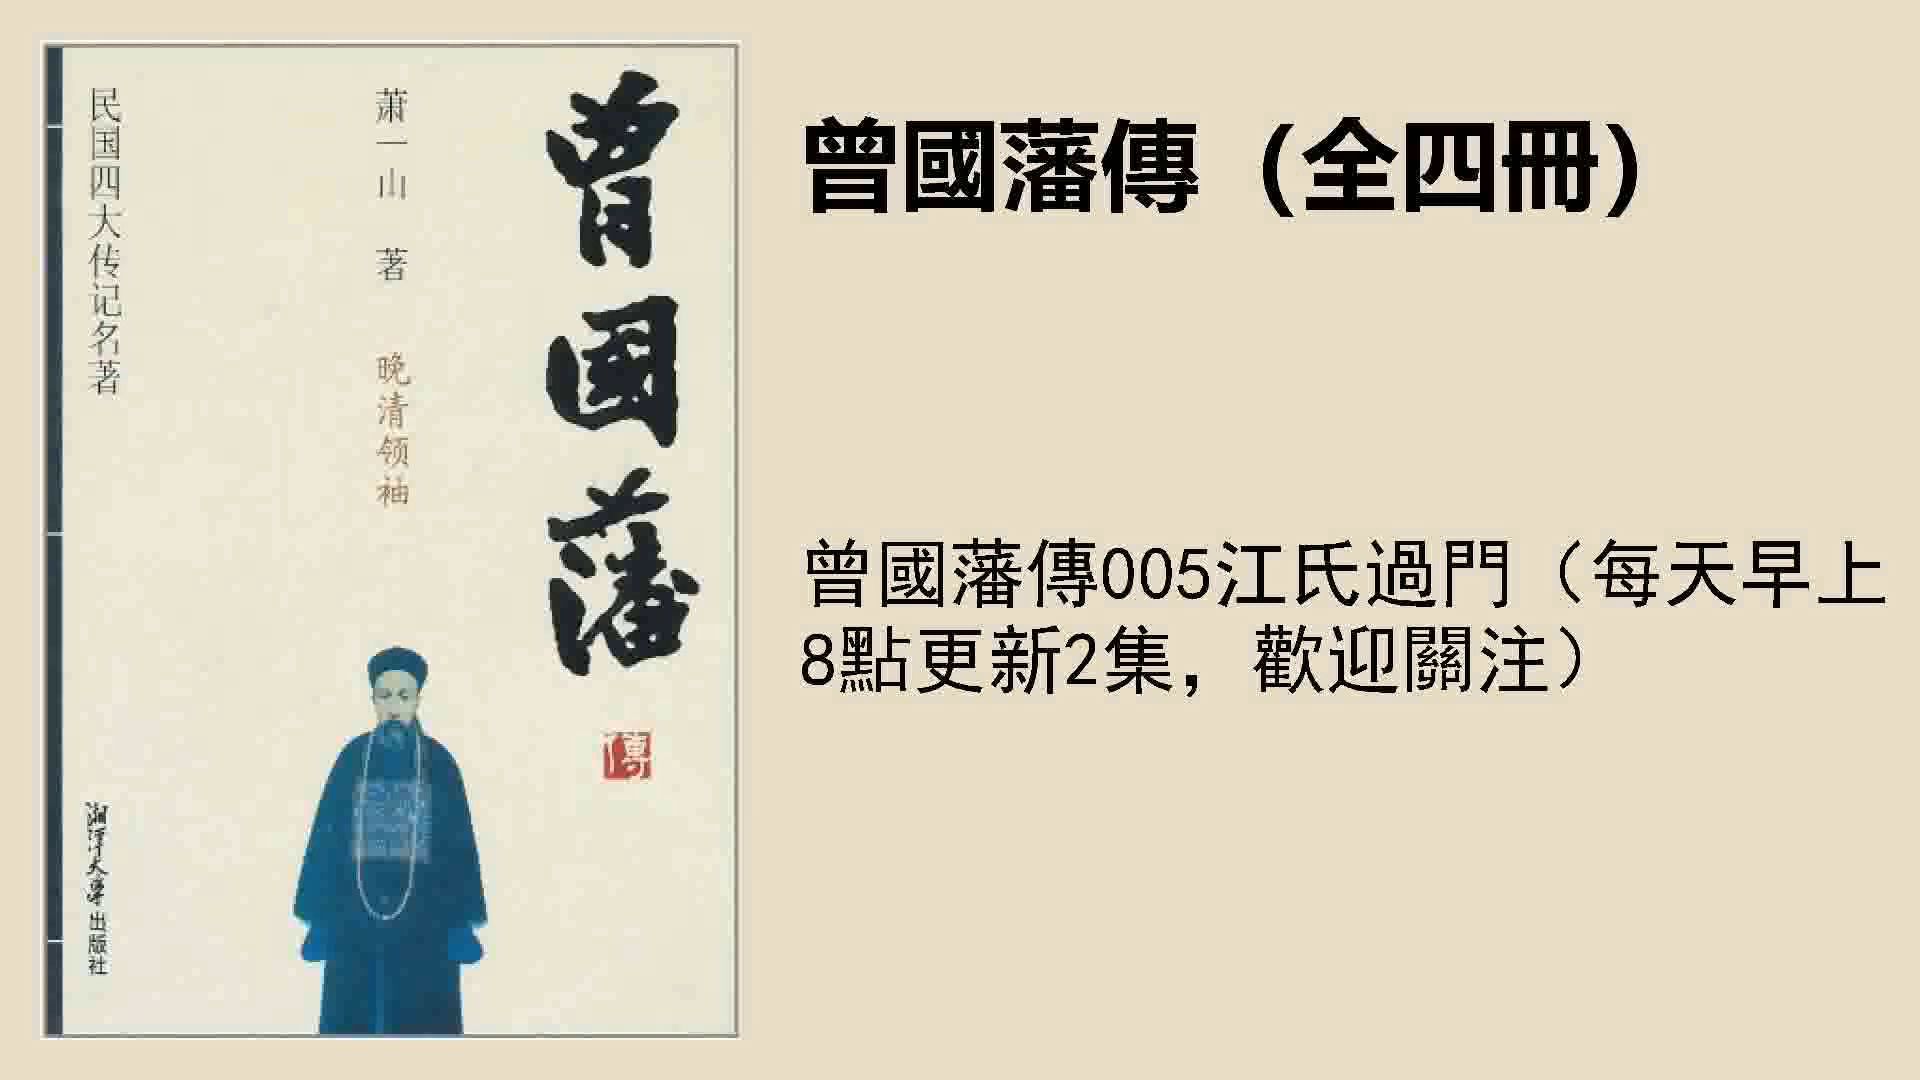 民国四大传记名著
萧一山 著 晚清领袖
曾國藩
傳
湘潭大學出版社
曾國藩傳（全四冊）
曾國藩傳005江氏過門（每天早上
8點更新2集，歡迎關注）